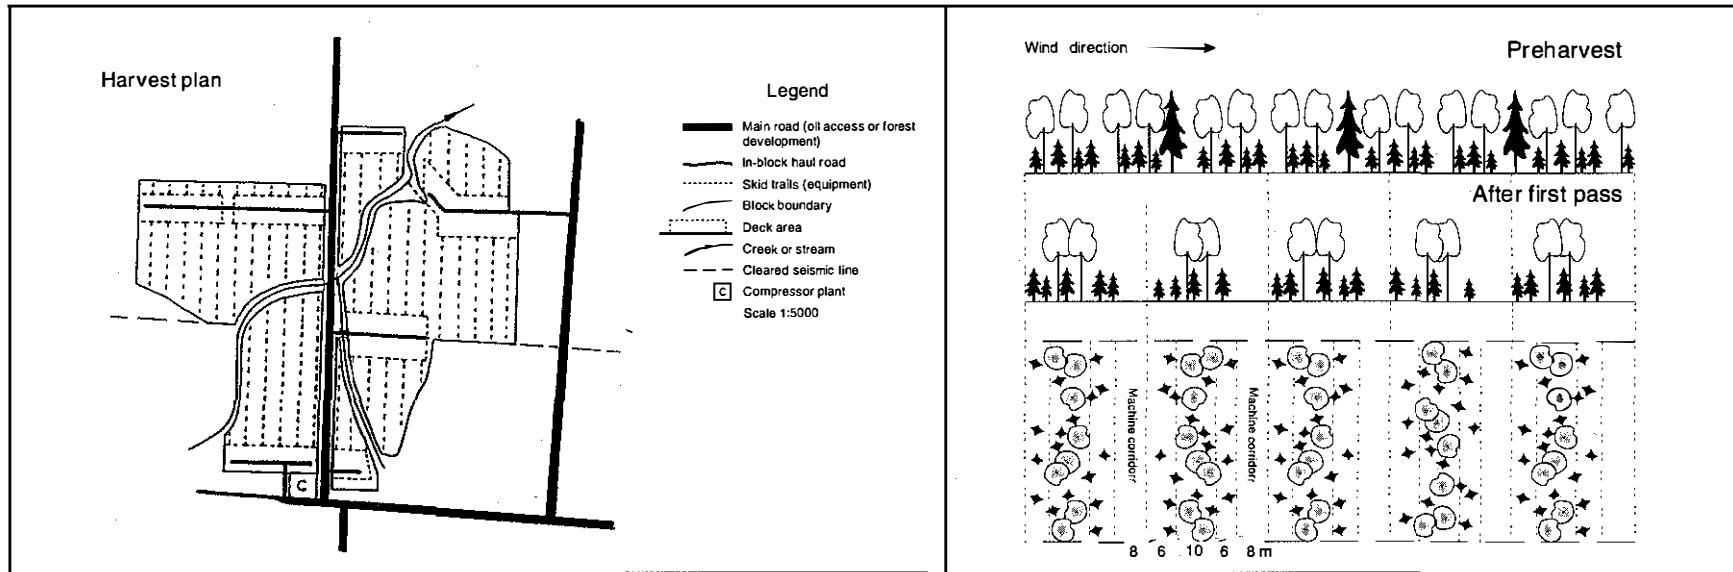 Harvest plan
Legend
Main road (oil access or forest
development)
In-block haul road
Skid trails (equipment)
Block boundary
Deck area
Creek or stream
Cleared seismic line
C Compressor plant
Scale 1:5000
C
Wind direction
Preharvest
After first pass
Machine corridor
Machine corridor
8 6 10 6 8 m